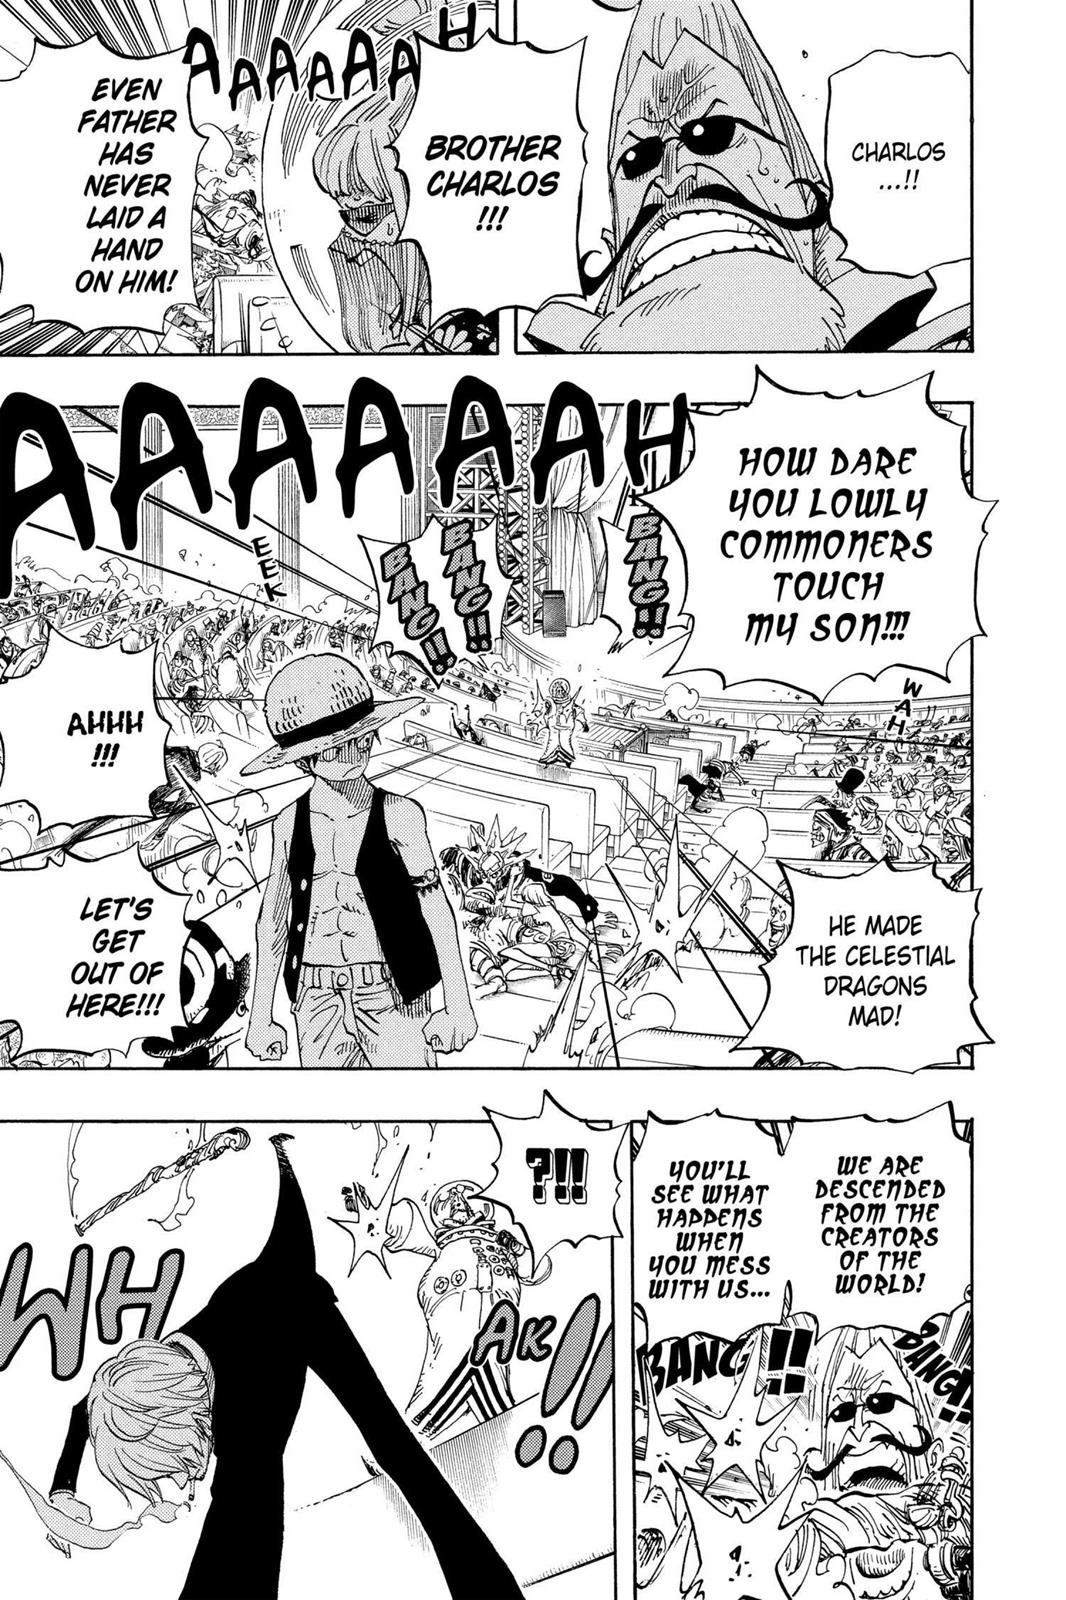 CHARLOS
...!!
BROTHER
CHARLOS
!!!
AAAAAAH
EVEN
FATHER
HAS
NEVER
LAID A
HAND
ON HIM!
HOW DARE
YOU LOWLY
COMMONERS
TOUCH
MY SON!!!
BANG!!
BANG!!
BANG!!
AAAAAAH
EEK
WAH
AHHH
!!!
HE MADE
THE CELESTIAL
DRAGONS
MAD!
LET'S
GET
OUT OF
HERE!!!
WE ARE
DESCENDED
FROM THE
CREATORS
OF THE
WORLD!
YOU'LL
SEE WHAT
HAPPENS
WHEN
YOU MESS
WITH US...
BANG!!
BANG!!
?!!
WHAK!!